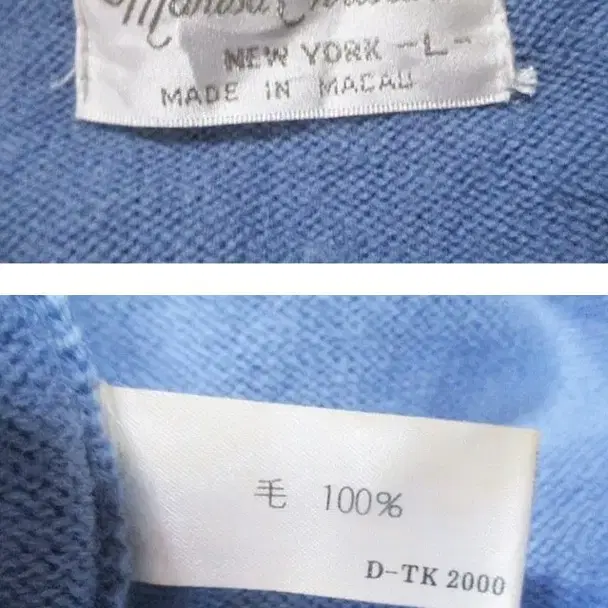 NEW YORK -L-
MADE IN MACAU
毛 100%
D-TK 2000